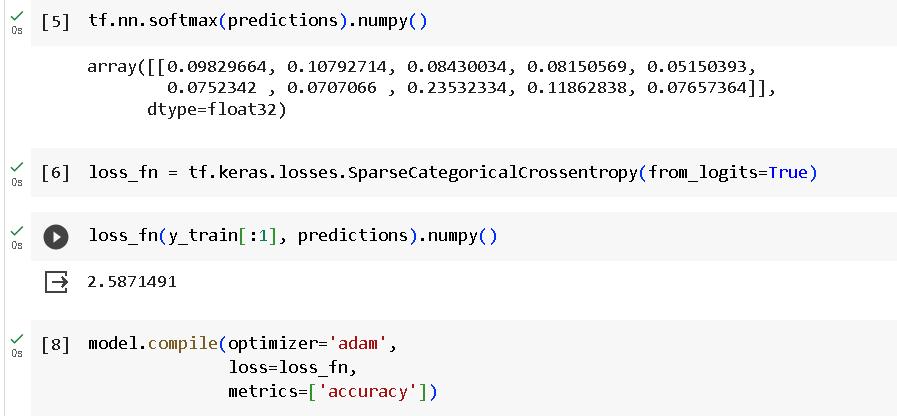 [5] tf.nn.softmax(predictions).numpy()
0s
array([[0.09829664, 0.10792714, 0.08430034, 0.08150569, 0.05150393,
0.0752342 , 0.0707066 , 0.23532334, 0.11862838, 0.07657364]],
dtype=float32)
[6] loss_fn = tf.keras.losses.SparseCategoricalCrossentropy(from_logits=True)
0s
loss_fn(y_train[:1], predictions).numpy()
0s
2.5871491
[8] model.compile(optimizer='adam',
0s
loss=loss_fn,
metrics=['accuracy'])